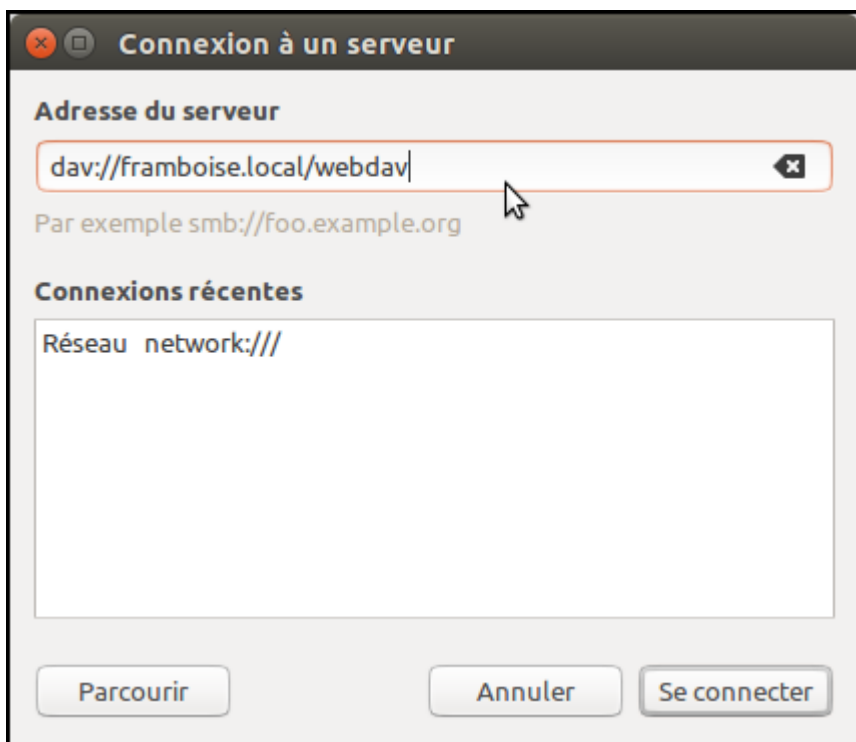 Connexion à un serveur
Adresse du serveur
dav://framboise.local/webdav
Par exemple smb://foo.example.org
Connexions récentes
Réseau network:///
Parcourir Annuler Se connecter